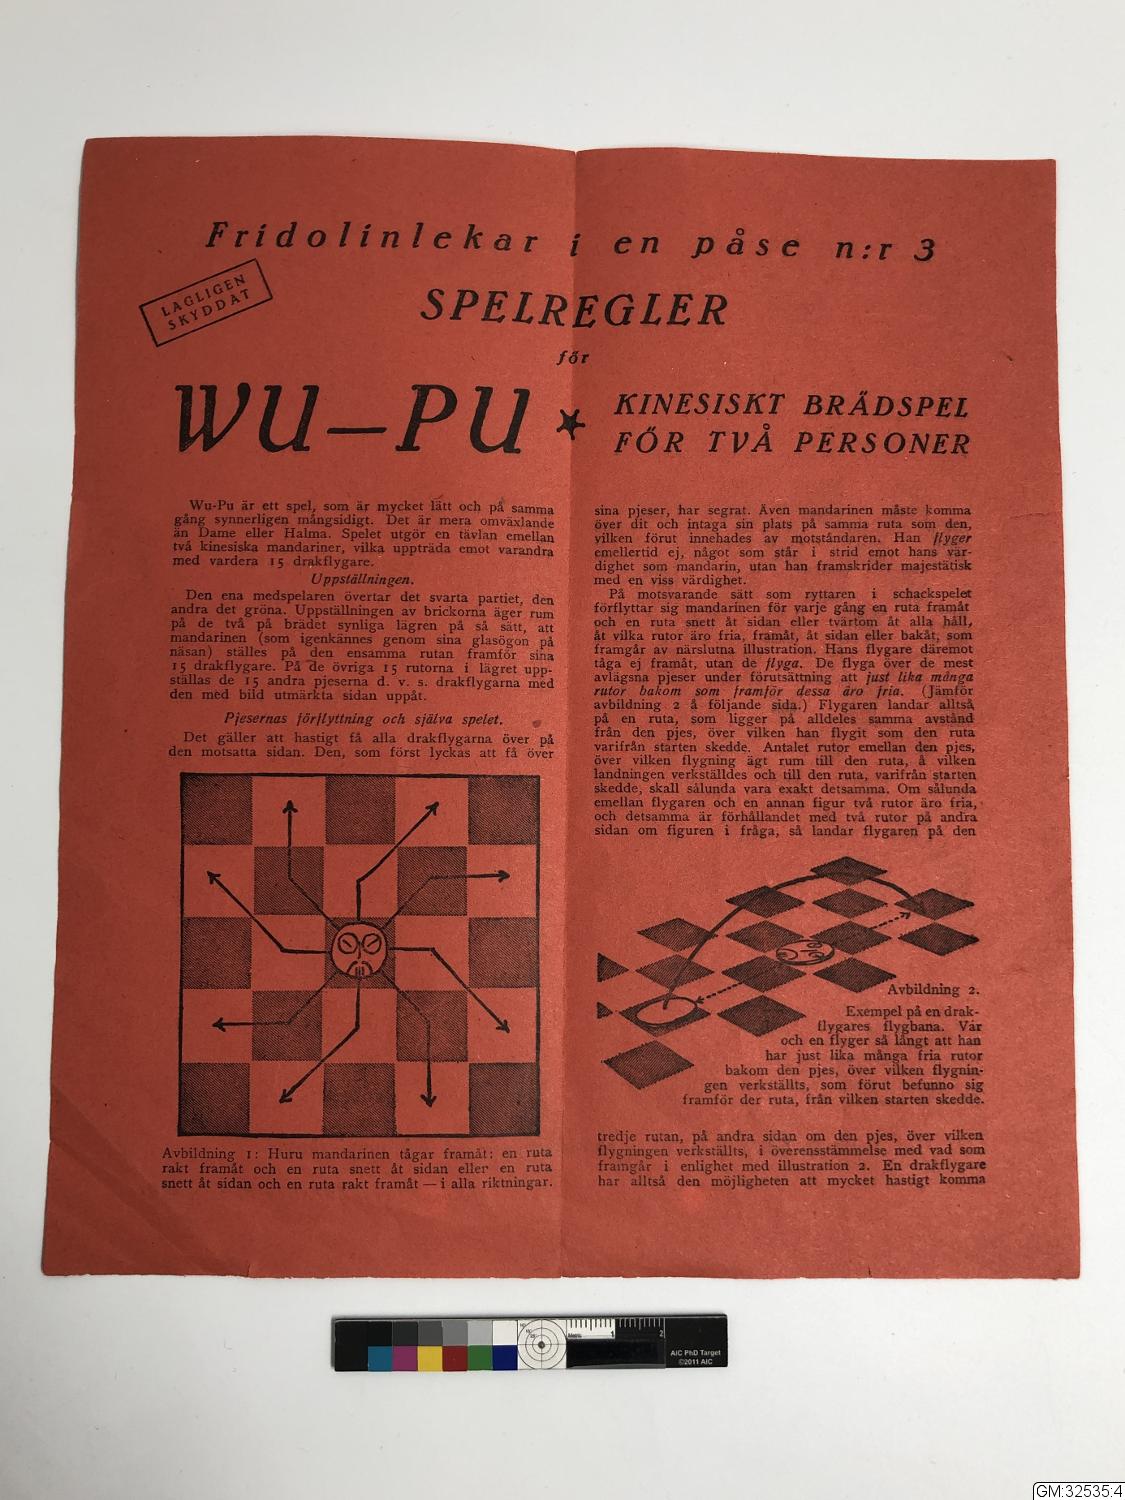 Fridolinlekar i en påse n:r 3
LAGLIGEN
SKYDDAT
SPELREGLER
för
WU–PU
KINESISKT BRÄDSPEL
FÖR TVÅ PERSONER
Wu-Pu är ett spel, som är mycket lätt och på samma
gång synnerligen mångsidigt. Det är mera omväxlande
än Dame eller Halma. Spelet utgör en tävlan emellan
två kinesiska mandariner, vilka uppträda emot varandra
med vardera 15 drakflygare.
Uppställningen.
Den ena medspelaren övertar det svarta partiet, den
andra det gröna. Uppställningen av brickorna äger rum
på de två på brädet synliga lägren på så sätt, att
mandarinen (som igenkännes genom sina glasögon på
näsan) ställes på den ensamma rutan framför sina
15 drakflygare. På de övriga 15 rutorna i lägret upp-
ställas de 15 andra pjeserna d. v. s. drakflygarna med
den med bild utmärkta sidan uppåt.
Pjesernas förflyttning och själva spelet.
Det gäller att hastigt få alla drakflygarna över på
den motsatta sidan. Den, som först lyckas att få över
Avbildning 1: Huru mandarinen tågar framåt: en ruta
rakt framåt och en ruta snett åt sidan eller en ruta
snett åt sidan och en ruta rakt framåt — i alla riktningar.
sina pjeser, har segrat. Även mandarinen måste komma
över dit och intaga sin plats på samma ruta som den,
vilken förut innehades av motståndaren. Han flyger
emellertid ej, något som står i strid emot hans vär-
dighet som mandarin, utan han framskrider majestätisk
med en viss värdighet.
På motsvarande sätt som ryttaren i schackspelet
förflyttar sig mandarinen för varje gång en ruta framåt
och en ruta snett åt sidan eller tvärtom åt alla håll,
åt vilka rutor äro fria, framåt, åt sidan eller bakåt, som
framgår av närslutna illustration. Hans flygare däremot
tåga ej framåt, utan de flyga. De flyga över de mest
avlägsna pjeser under förutsättning att just lika många
rutor bakom som framför dessa äro fria. (Jämför
avbildning 2 å följande sida.) Flygaren landar alltså
på en ruta, som ligger på alldeles samma avstånd
från den pjes, över vilken han flygit som den ruta
varifrån starten skedde. Antalet rutor emellan den pjes,
över vilken flygning ägt rum till den ruta, å vilken
landningen verkställdes och till den ruta, varifrån starten
skedde, skall sålunda vara exakt detsamma. Om sålunda
emellan flygaren och en annan figur två rutor äro fria,
och detsamma är förhållandet med två rutor på andra
sidan om figuren i fråga, så landar flygaren på den
Avbildning 2.
Exempel på en drak-
flygares flygbana. Var
och en flyger så långt att han
har just lika många fria rutor
bakom den pjes, över vilken flygnin-
gen verkställts, som förut befunno sig
framför der ruta, från vilken starten skedde.
tredje rutan, på andra sidan om den pjes, över vilken
flygningen verkställts, i överensstämmelse med vad som
framgår i enlighet med illustration 2. En drakflygare
har alltså den möjligheten att mycket hastigt komma
AIC PhD Target
©2011 AIC
GM:32535:4